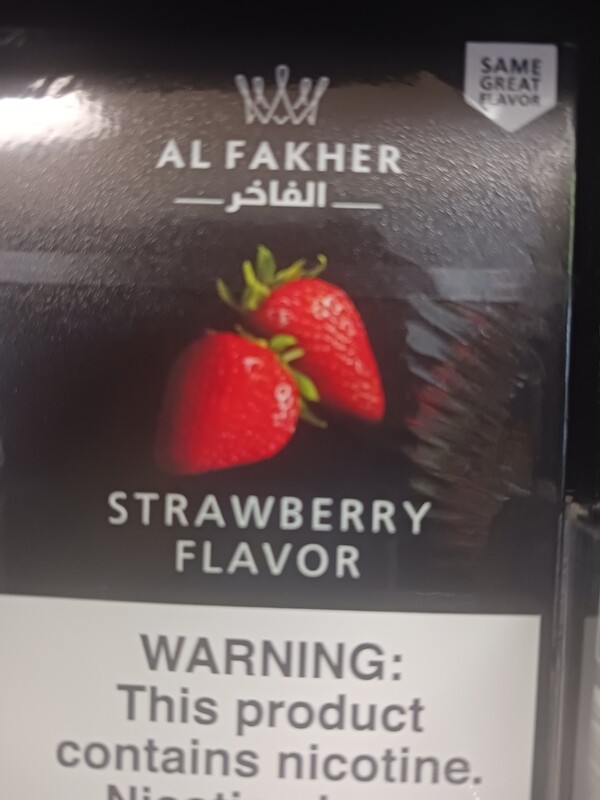 SAME
GREAT
FLAVOR
AL FAKHER
الفاخر
STRAWBERRY
FLAVOR
WARNING:
This product
contains nicotine.